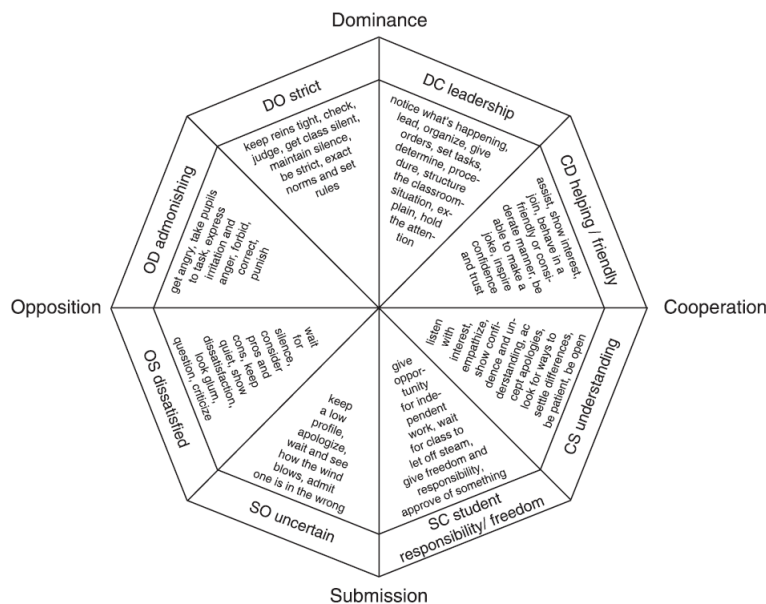 Dominance
DO strict
keep reins tight, check,
judge, get class silent,
maintain silence,
be strict, exact
norms and set
rules
DC leadership
notice what's happening,
lead, organize, give
orders, set tasks,
determine, proce-
dure, structure
the classroom-
situation, ex-
plain, hold
the atten-
tion
OD admonishing
get angry, take pupils
to task, express
irritation and
anger, forbid,
correct,
punish
CD helping / friendly
assist, show interest,
join, behave in a
friendly or consi-
derate manner, be
able to make a
joke, inspire
confidence
and trust
Opposition
Cooperation
OS dissatisfied
wait
for
silence,
consider
pros and
cons, keep
quiet, show
dissatisfaction,
look glum,
question, criticize
CS understanding
listen
with
interest,
empathize,
show confi-
dence and un-
derstanding, ac
cept apologies,
look for ways to
settle differences,
be patient, be open
SO uncertain
keep
a low
profile,
apologize,
wait and see
how the wind
blows, admit
one is in the wrong
give
oppor-
tunity
for inde-
pendent
work, wait
for class to
let off steam,
give freedom and
responsibility,
approve of something
SC student
responsibility/ freedom
Submission